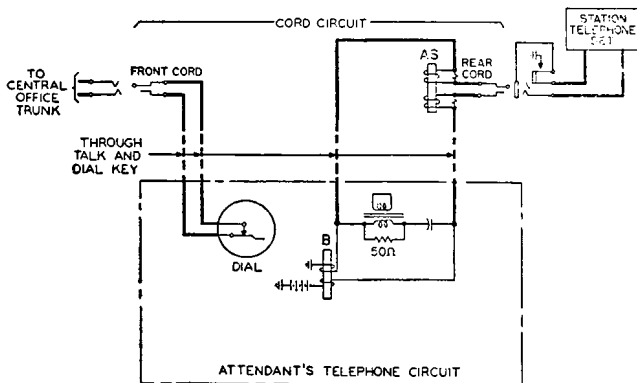 CORD CIRCUIT
STATION
TELEPHONE
SET
AS
REAR
CORD
TO
CENTRAL
OFFICE
TRUNK
FRONT CORD
THROUGH
TALK AND
DIAL KEY
DIAL
B
50Ω
ATTENDANT'S TELEPHONE CIRCUIT